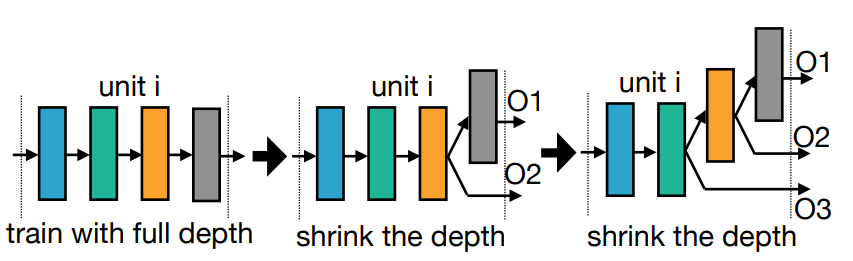 unit i
train with full depth
unit i
O1
O2
shrink the depth
unit i
O1
O2
O3
shrink the depth